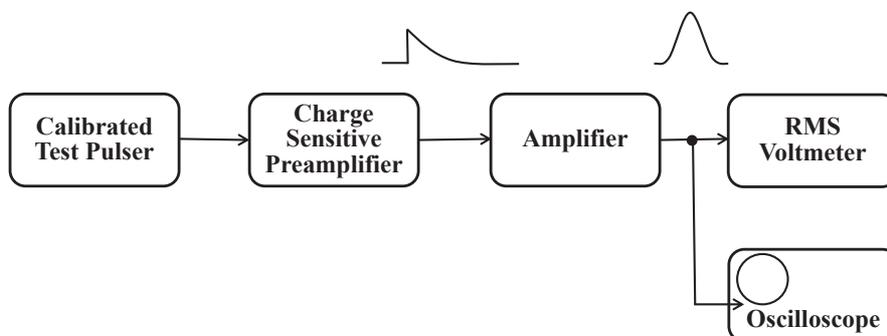 Calibrated
Test Pulser
Charge
Sensitive
Preamplifier
Amplifier
RMS
Voltmeter
Oscilloscope